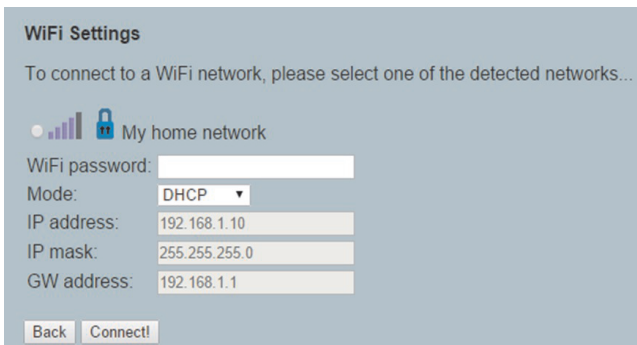 WiFi Settings
To connect to a WiFi network, please select one of the detected networks...
My home network
WiFi password:
Mode: DHCP
IP address: 192.168.1.10
IP mask: 255.255.255.0
GW address: 192.168.1.1
Back Connect!